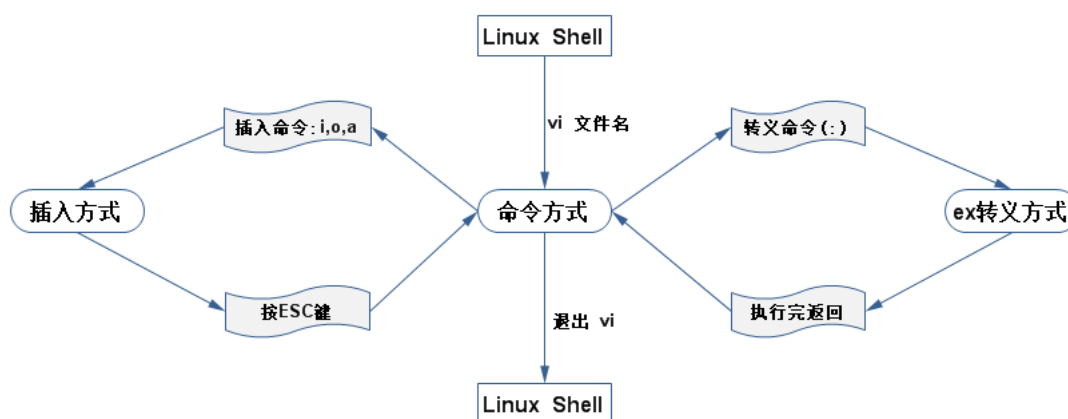 Linux Shell
vi 文件名
插入命令:i,o,a
转义命令(:)
插入方式
命令方式
ex转义方式
按ESC键
执行完返回
退出 vi
Linux Shell